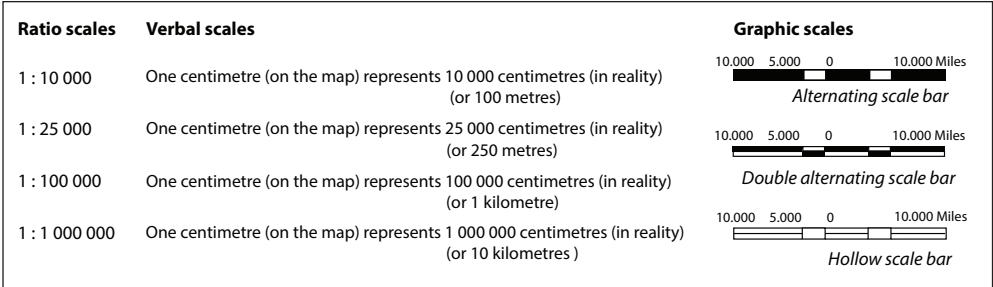 Ratio scales Verbal scales Graphic scales
1 : 10 000 One centimetre (on the map) represents 10 000 centimetres (in reality)
(or 100 metres)
10.000 5.000 0 10.000 Miles
Alternating scale bar
1 : 25 000 One centimetre (on the map) represents 25 000 centimetres (in reality)
(or 250 metres)
10.000 5.000 0 10.000 Miles
Double alternating scale bar
1 : 100 000 One centimetre (on the map) represents 100 000 centimetres (in reality)
(or 1 kilometre)
10.000 5.000 0 10.000 Miles
1 : 1 000 000 One centimetre (on the map) represents 1 000 000 centimetres (in reality)
(or 10 kilometres )
Hollow scale bar